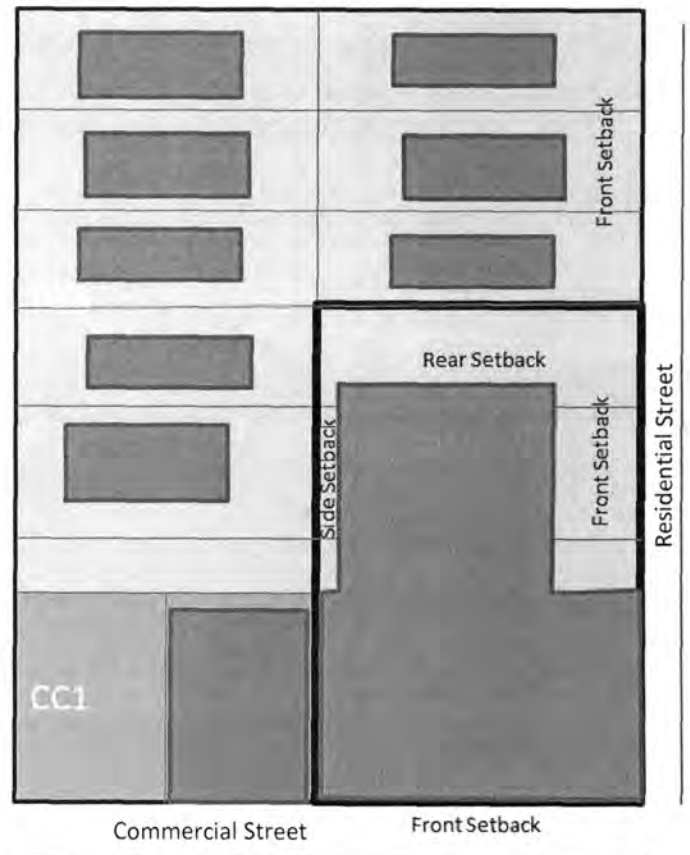 Front Setback
Rear Setback
Side Setback
Front Setback
Residential Street
CC1
Commercial Street
Front Setback